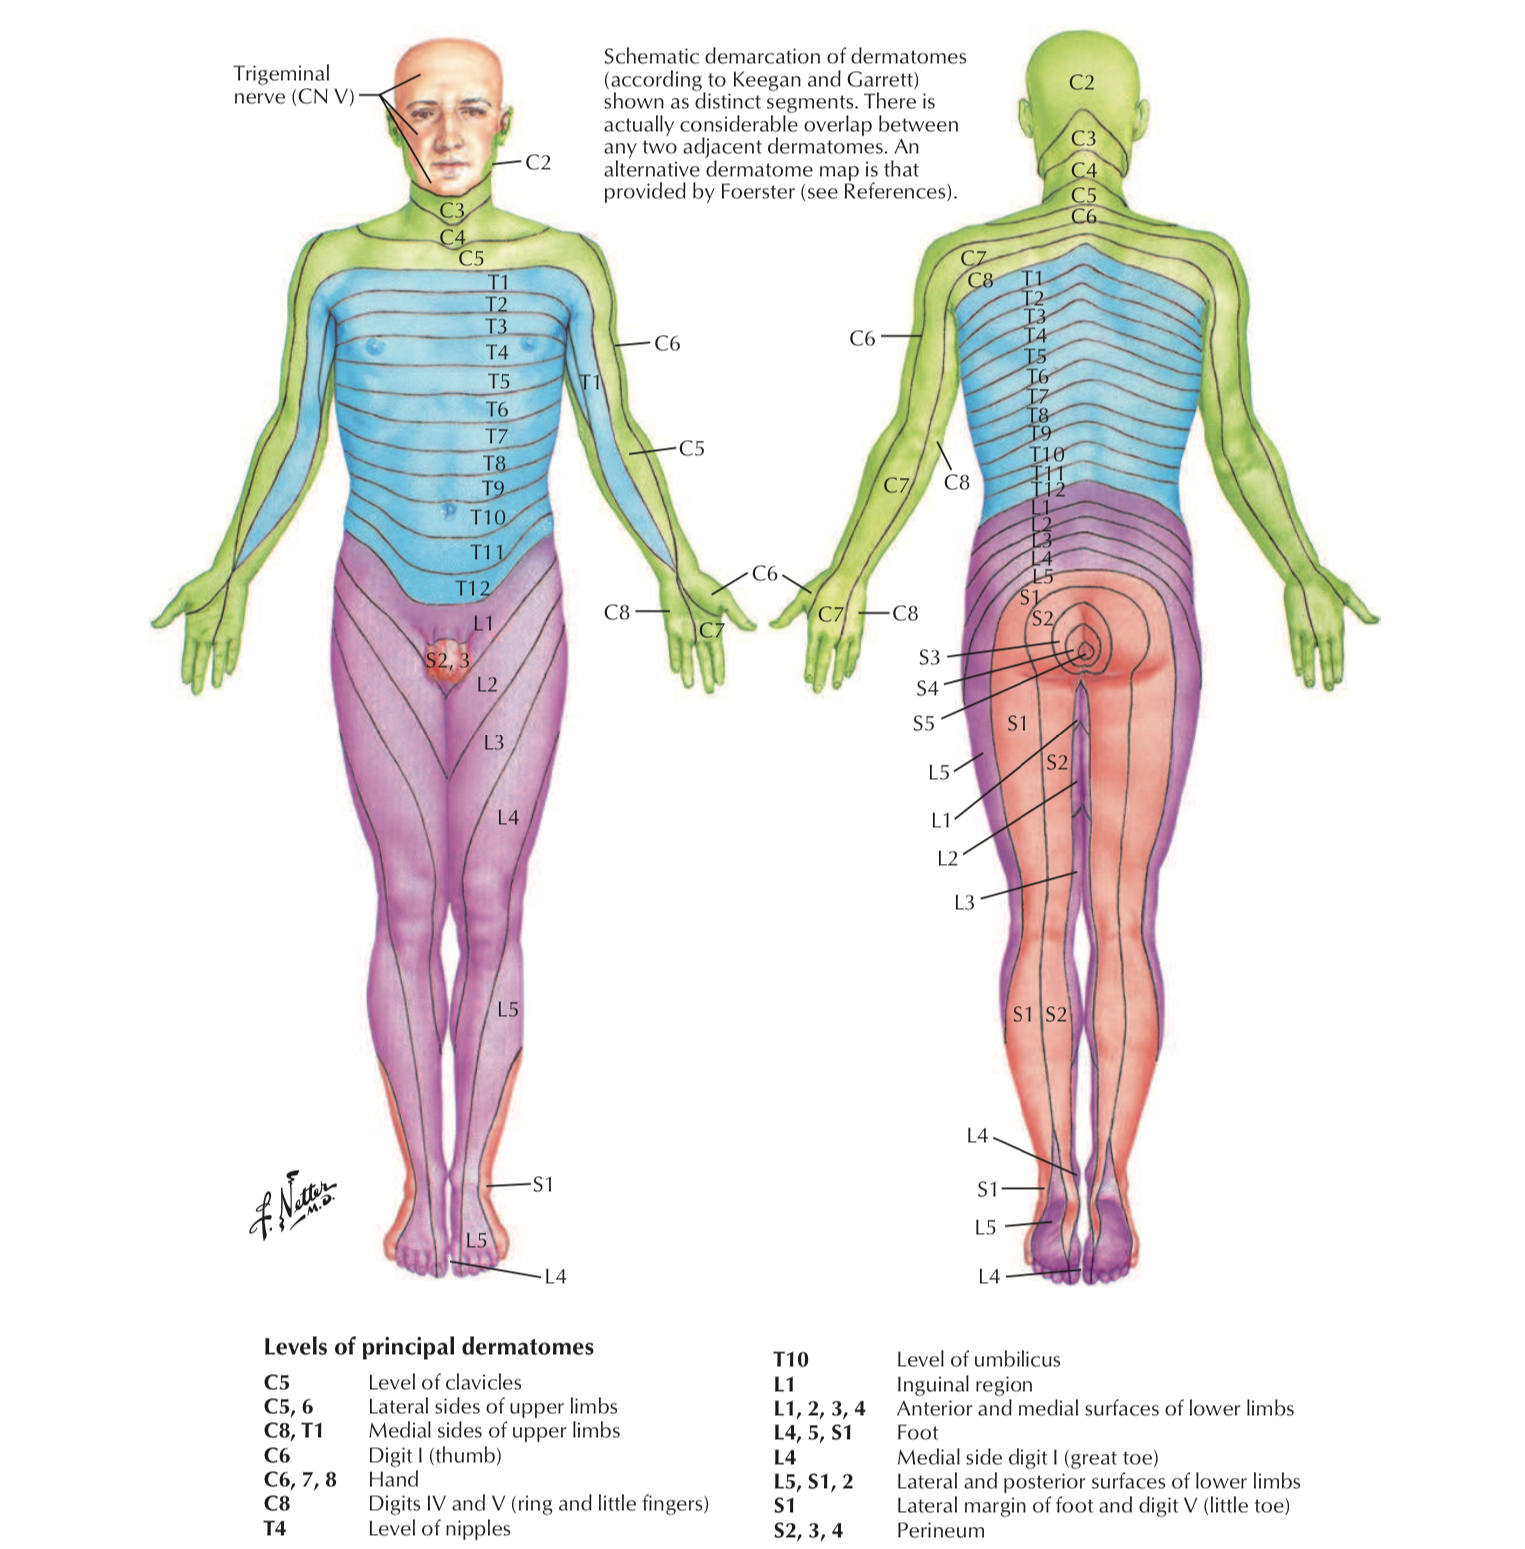 Trigeminal
nerve (CN V)
Schematic demarcation of dermatomes
(according to Keegan and Garrett)
shown as distinct segments. There is
actually considerable overlap between
any two adjacent dermatomes. An
alternative dermatome map is that
provided by Foerster (see References).
C2
C3
C4
C5
T1
T2
T3
T4
T5
T6
T7
T8
T9
T10
T11
T12
L1
S2, 3
L2
L3
L4
L5
T1
C6
C5
C6
C8
C7
S1
L5
L4
C2
C3
C4
C5
C6
C7
C8
T1
T2
T3
T4
T5
T6
T7
T8
T9
T10
T11
T12
L1
L2
L3
L4
L5
S1
S2
C6
C7
C8
C7
C8
S3
S4
S5
S1
L5
S2
L1
L2
L3
S1
S2
L4
S1
L5
L4
F. Netter
M.D.
Levels of principal dermatomes
C5 Level of clavicles
C5, 6 Lateral sides of upper limbs
C8, T1 Medial sides of upper limbs
C6 Digit I (thumb)
C6, 7, 8 Hand
C8 Digits IV and V (ring and little fingers)
T4 Level of nipples
T10 Level of umbilicus
L1 Inguinal region
L1, 2, 3, 4 Anterior and medial surfaces of lower limbs
L4, 5, S1 Foot
L4 Medial side digit I (great toe)
L5, S1, 2 Lateral and posterior surfaces of lower limbs
S1 Lateral margin of foot and digit V (little toe)
S2, 3, 4 Perineum